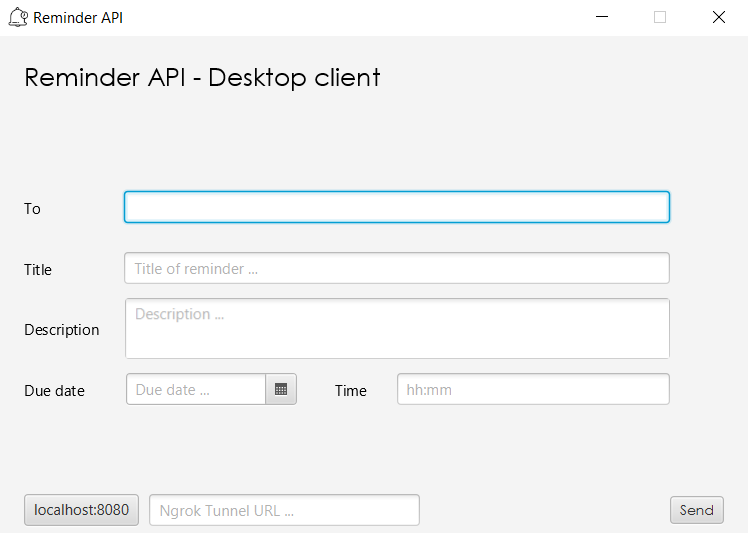 Reminder API
Reminder API - Desktop client
To
Title
Title of reminder ...
Description
Description ...
Due date
Due date ...
Time
hh:mm
localhost:8080
Ngrok Tunnel URL ...
Send